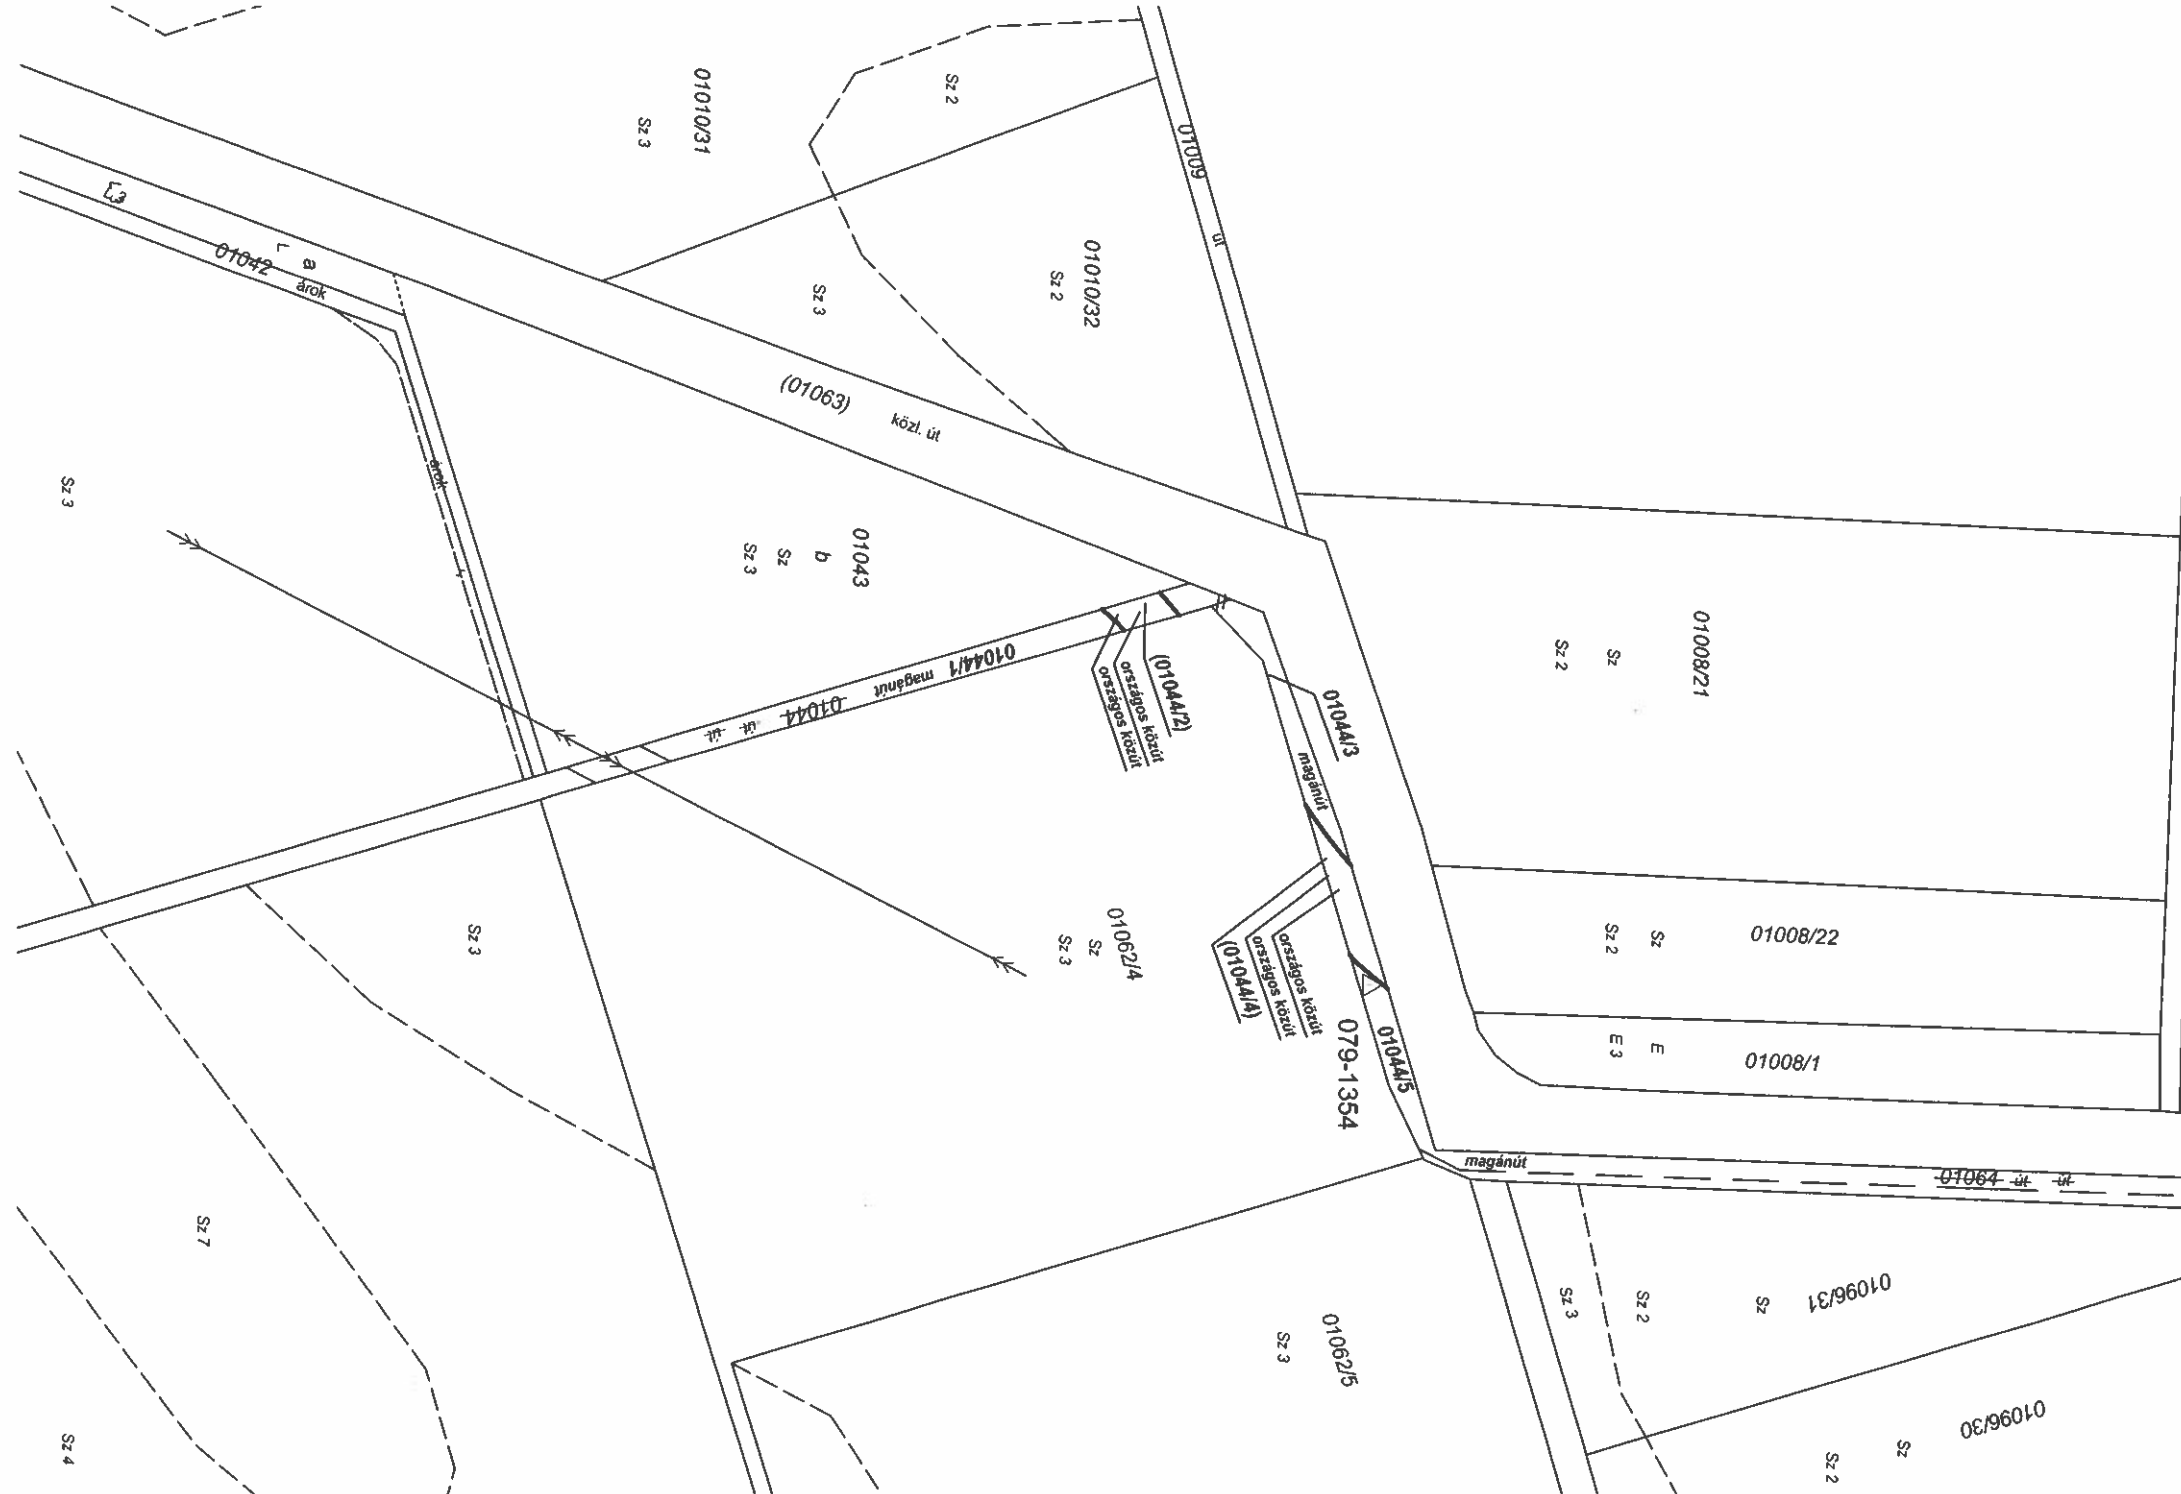 01010/31
Sz 3
Sz 2
01009
út
01010/32
Sz 2
Sz 3
01042
árok
a
(01063)
közl. út
árok
Sz 3
01043
b
Sz
Sz 3
01044/1
magánút
01044
út
út
(01044/2)
országos közút
országos közút
01044/3
magánút
01008/21
Sz
Sz 2
01008/22
Sz
Sz 2
01008/1
E
E 3
országos közút
országos közút
(01044/4)
079-1354
01044/5
01062/4
Sz
Sz 3
Sz 3
magánút
01064
út
út
Sz 7
Sz 4
01062/5
Sz 3
Sz 3
Sz 2
Sz
01096/31
01096/30
Sz
Sz 2